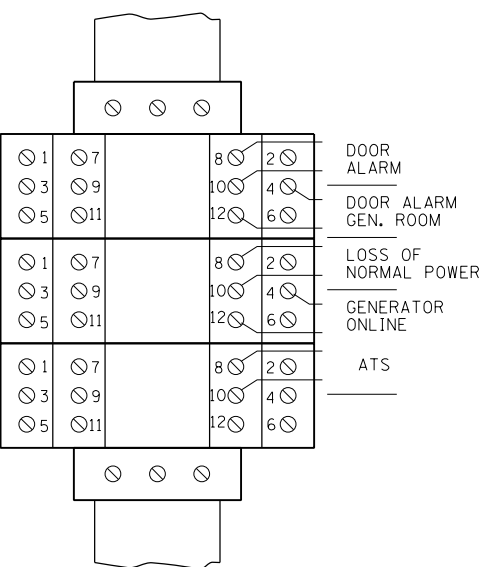 1 7 8 2
3 9 10 4
5 11 12 6
DOOR
ALARM
DOOR ALARM
GEN. ROOM
1 7 8 2
3 9 10 4
5 11 12 6
LOSS OF
NORMAL POWER
GENERATOR
ONLINE
1 7 8 2
3 9 10 4
5 11 12 6
ATS